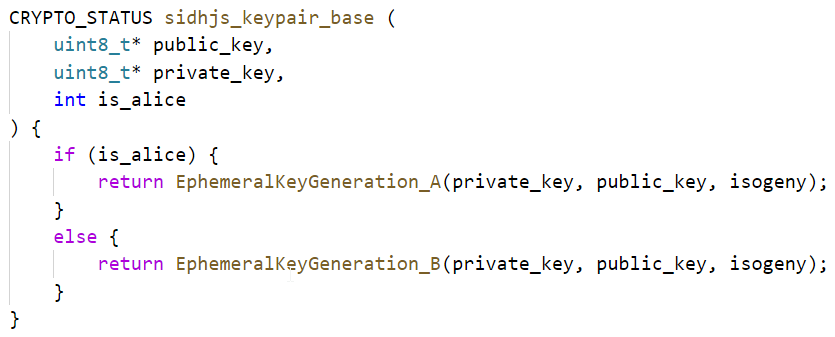 CRYPTO_STATUS sidhjs_keypair_base (
    uint8_t* public_key,
    uint8_t* private_key,
    int is_alice
) {
    if (is_alice) {
        return EphemeralKeyGeneration_A(private_key, public_key, isogeny);
    }
    else {
        return EphemeralKeyGeneration_B(private_key, public_key, isogeny);
    }
}